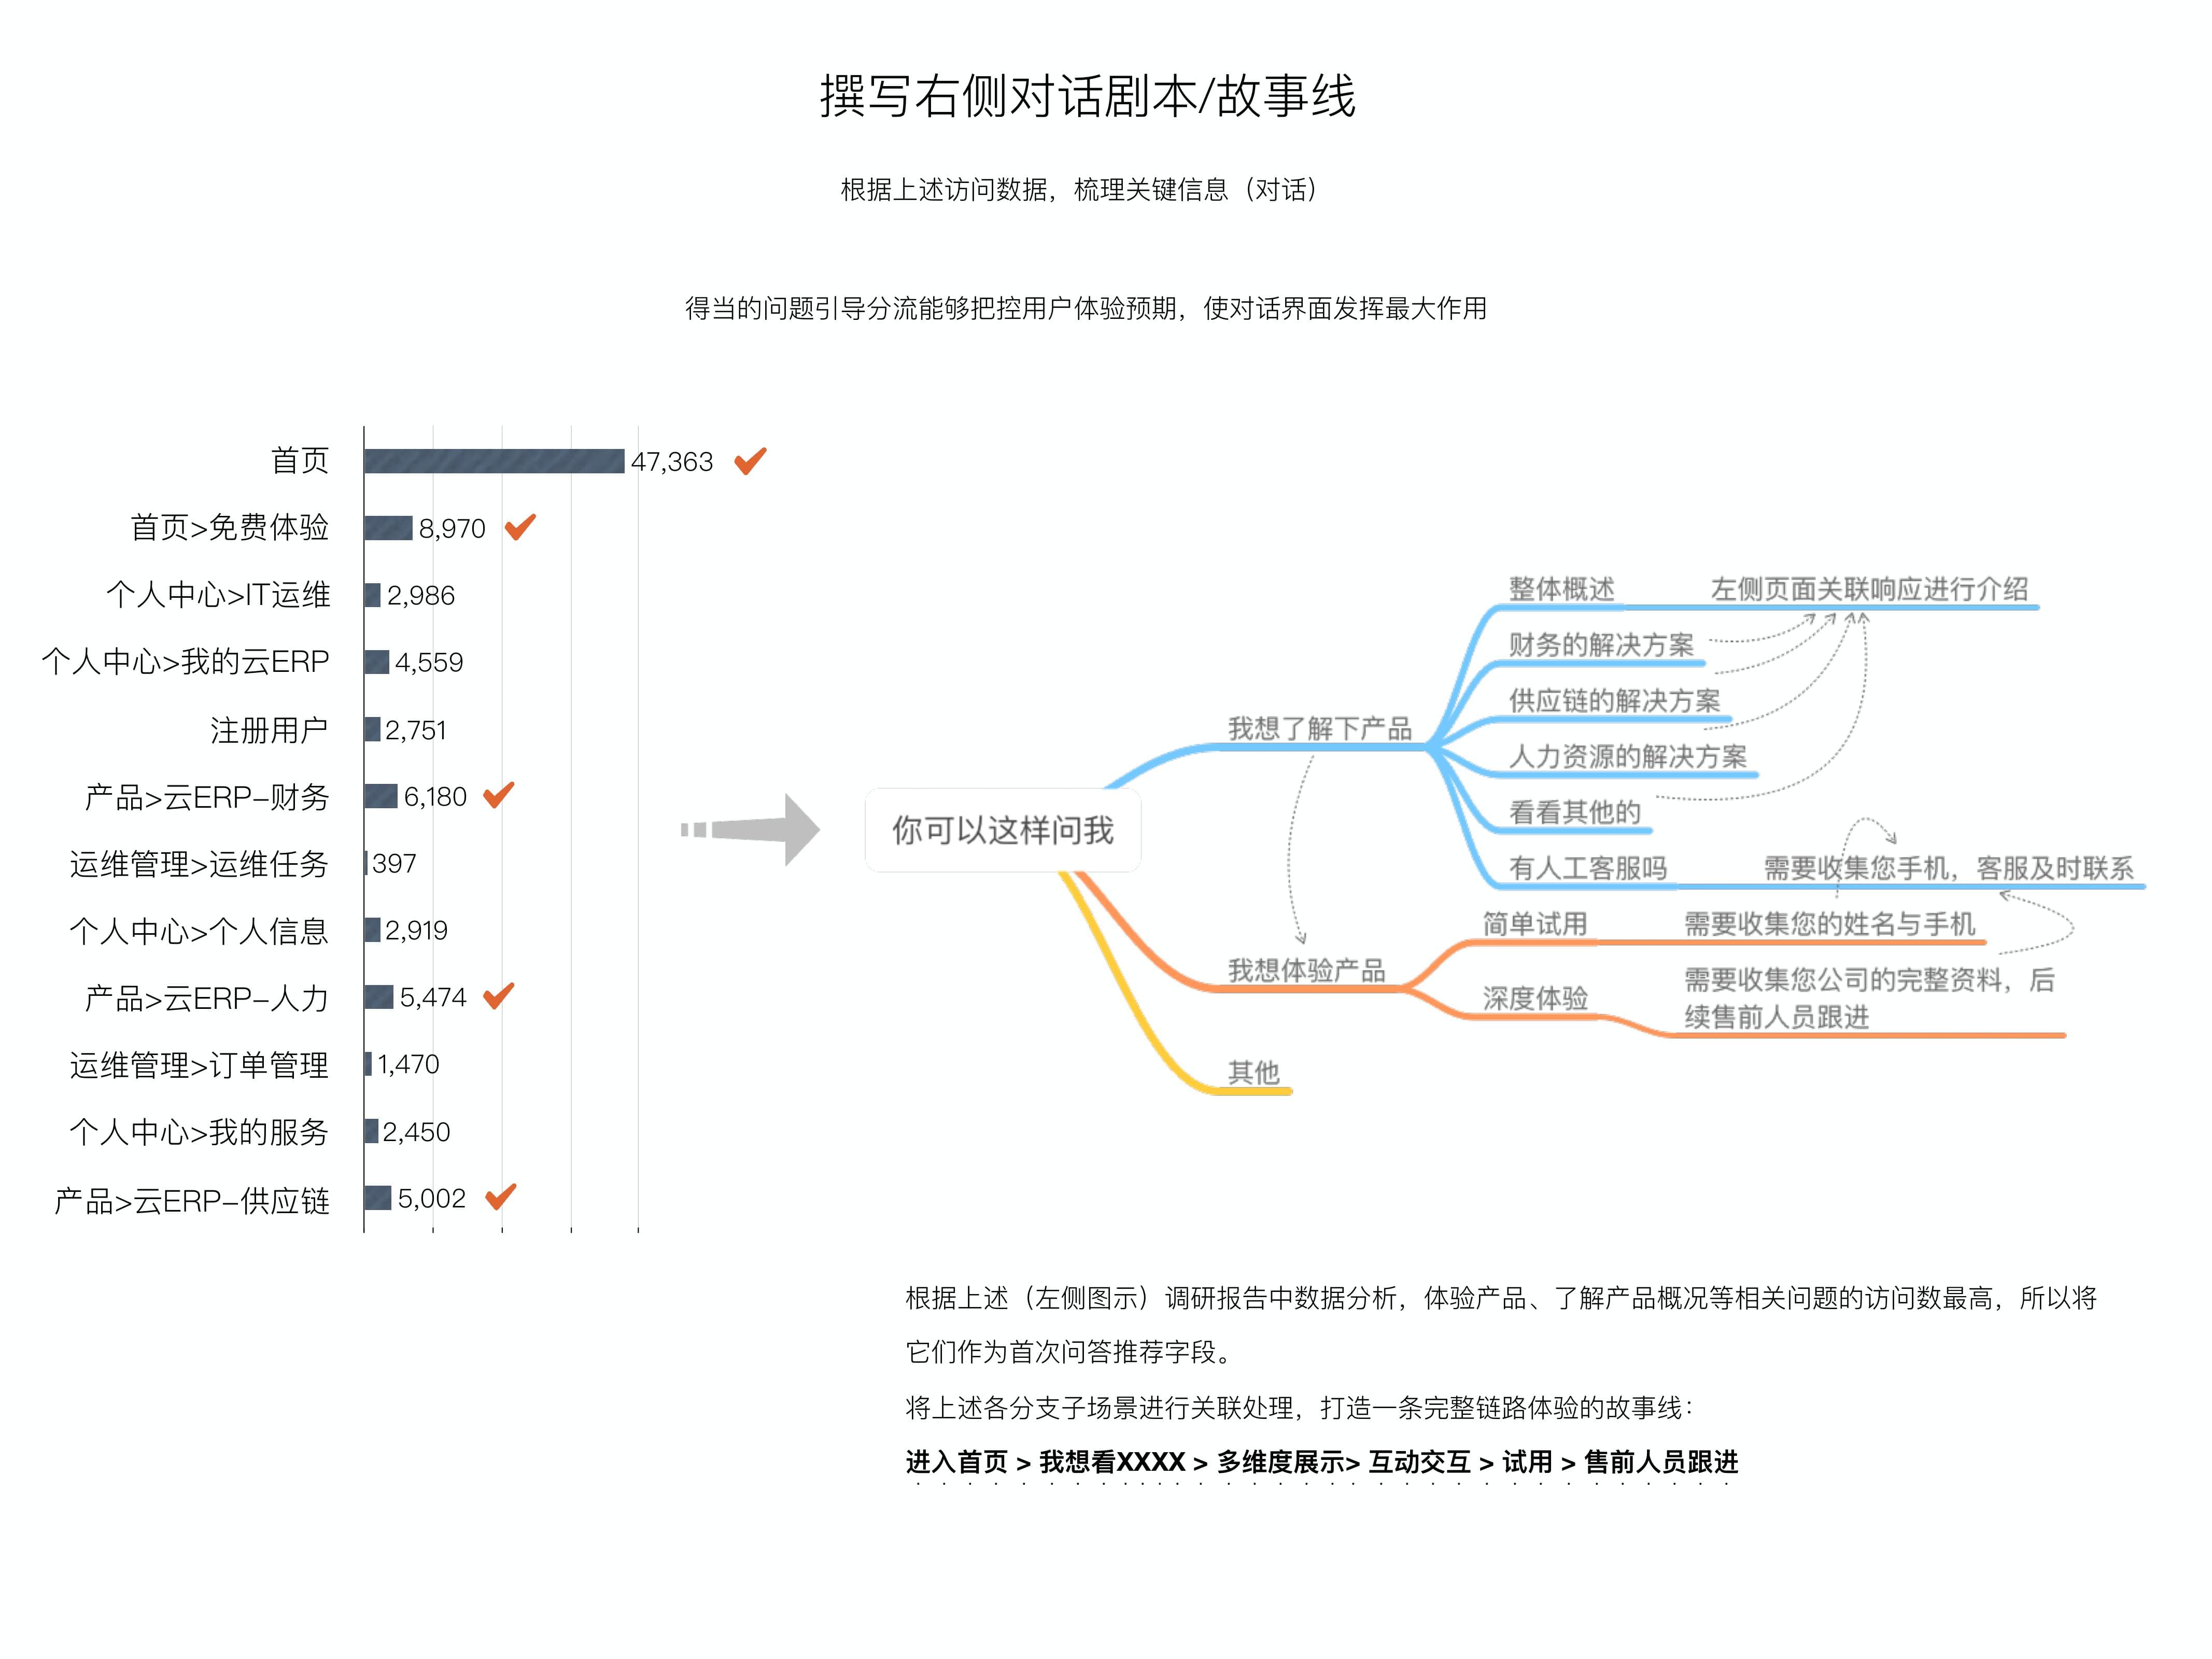 撰写右侧对话剧本/故事线
根据上述访问数据，梳理关键信息（对话）
得当的问题引导分流能够把控用户体验预期，使对话界面发挥最大作用
首页 47,363
首页>免费体验 8,970
个人中心>IT运维 2,986
个人中心>我的云ERP 4,559
注册用户 2,751
产品>云ERP-财务 6,180
运维管理>运维任务 397
个人中心>个人信息 2,919
产品>云ERP-人力 5,474
运维管理>订单管理 1,470
个人中心>我的服务 2,450
产品>云ERP-供应链 5,002
你可以这样问我
我想了解下产品
整体概述
左侧页面关联响应进行介绍
财务的解决方案
供应链的解决方案
人力资源的解决方案
看看其他的
有人工客服吗
需要收集您手机，客服及时联系
我想体验产品
简单试用
需要收集您的姓名与手机
深度体验
需要收集您公司的完整资料，后
续售前人员跟进
其他
根据上述（左侧图示）调研报告中数据分析，体验产品、了解产品概况等相关问题的访问数最高，所以将
它们作为首次问答推荐字段。
将上述各分支子场景进行关联处理，打造一条完整链路体验的故事线：
进入首页 > 我想看XXXX > 多维度展示> 互动交互 > 试用 > 售前人员跟进